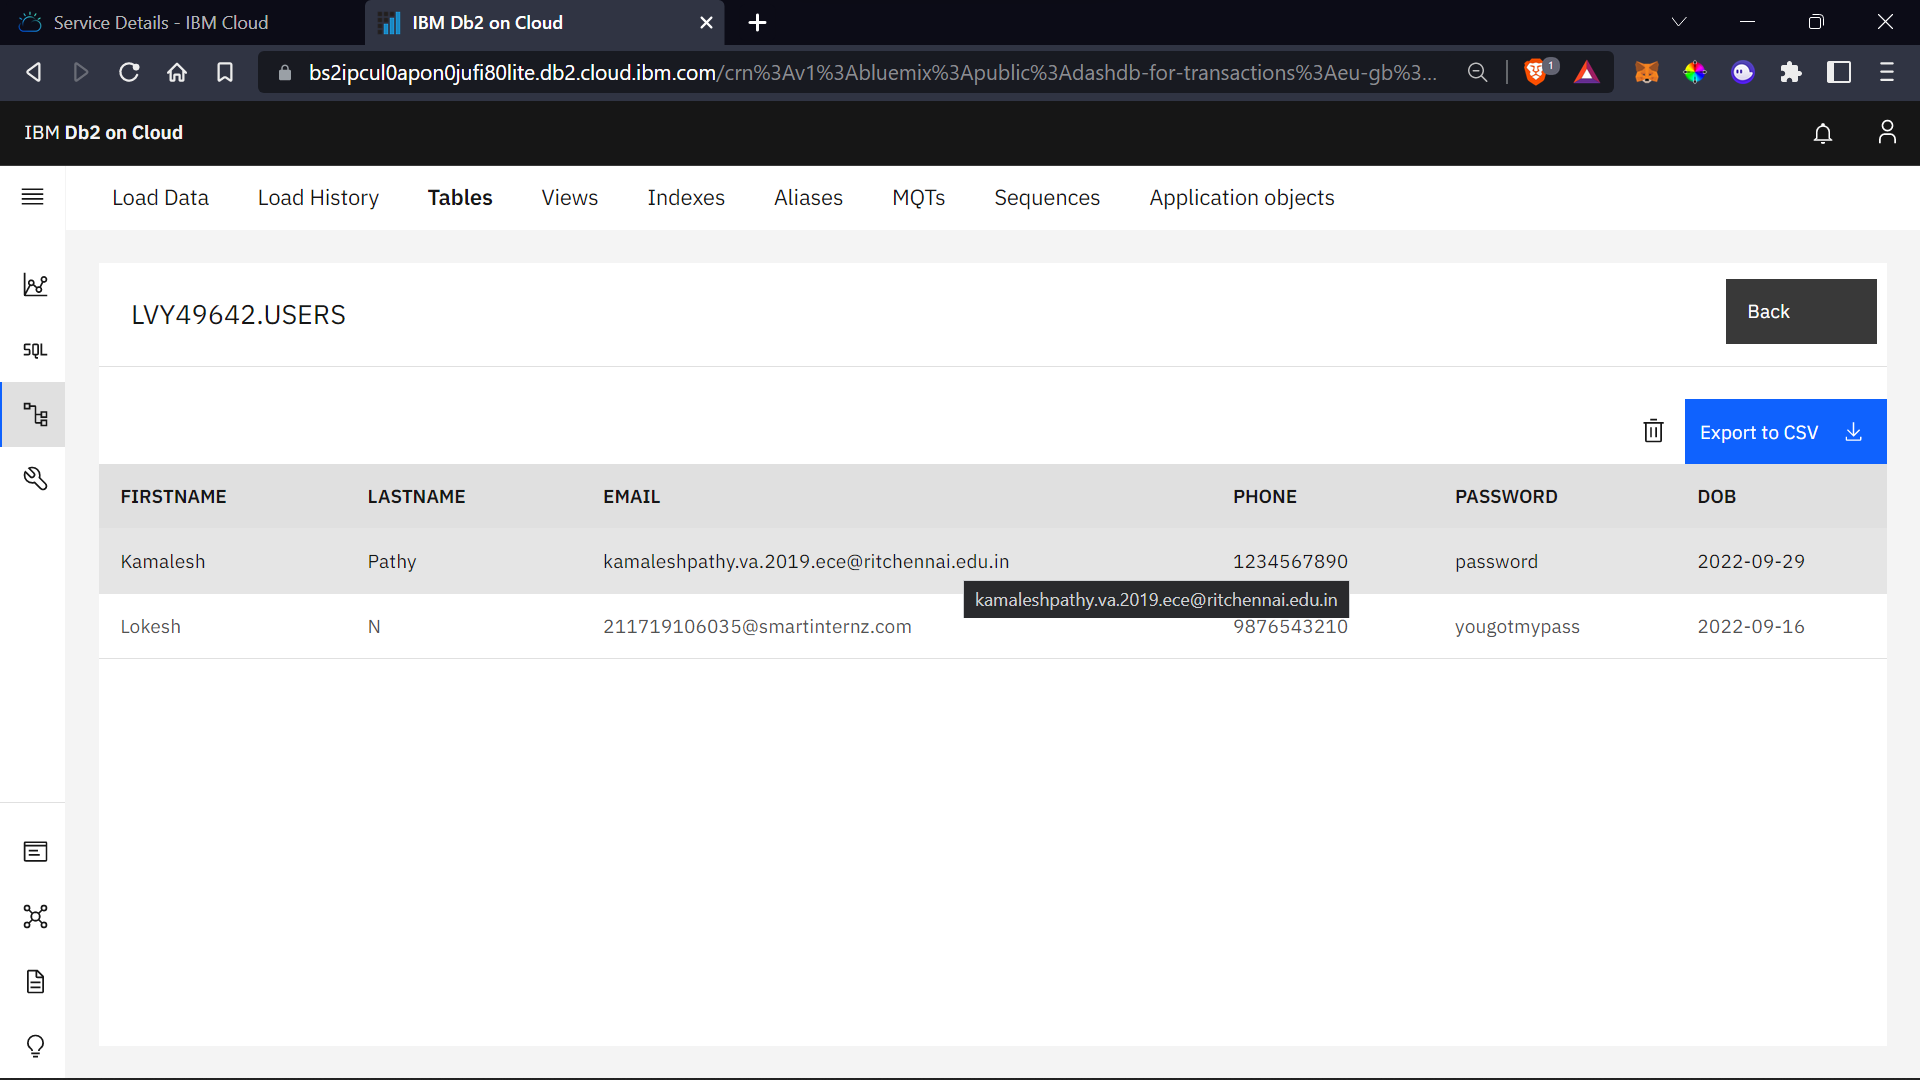 Service Details - IBM Cloud
IBM Db2 on Cloud
bs2ipcul0apon0jufi80lite.db2.cloud.ibm.com/crn%3Av1%3Abluemix%3Apublic%3Adashdb-for-transactions%3Aeu-gb%3...
1
IBM Db2 on Cloud
Load Data Load History Tables Views Indexes Aliases MQTs Sequences Application objects
LVY49642.USERS
Back
SQL
Export to CSV
FIRSTNAME LASTNAME EMAIL PHONE PASSWORD DOB
Kamalesh Pathy kamaleshpathy.va.2019.ece@ritchennai.edu.in 1234567890 password 2022-09-29
kamaleshpathy.va.2019.ece@ritchennai.edu.in
Lokesh N 211719106035@smartinternz.com 9876543210 yougotmypass 2022-09-16